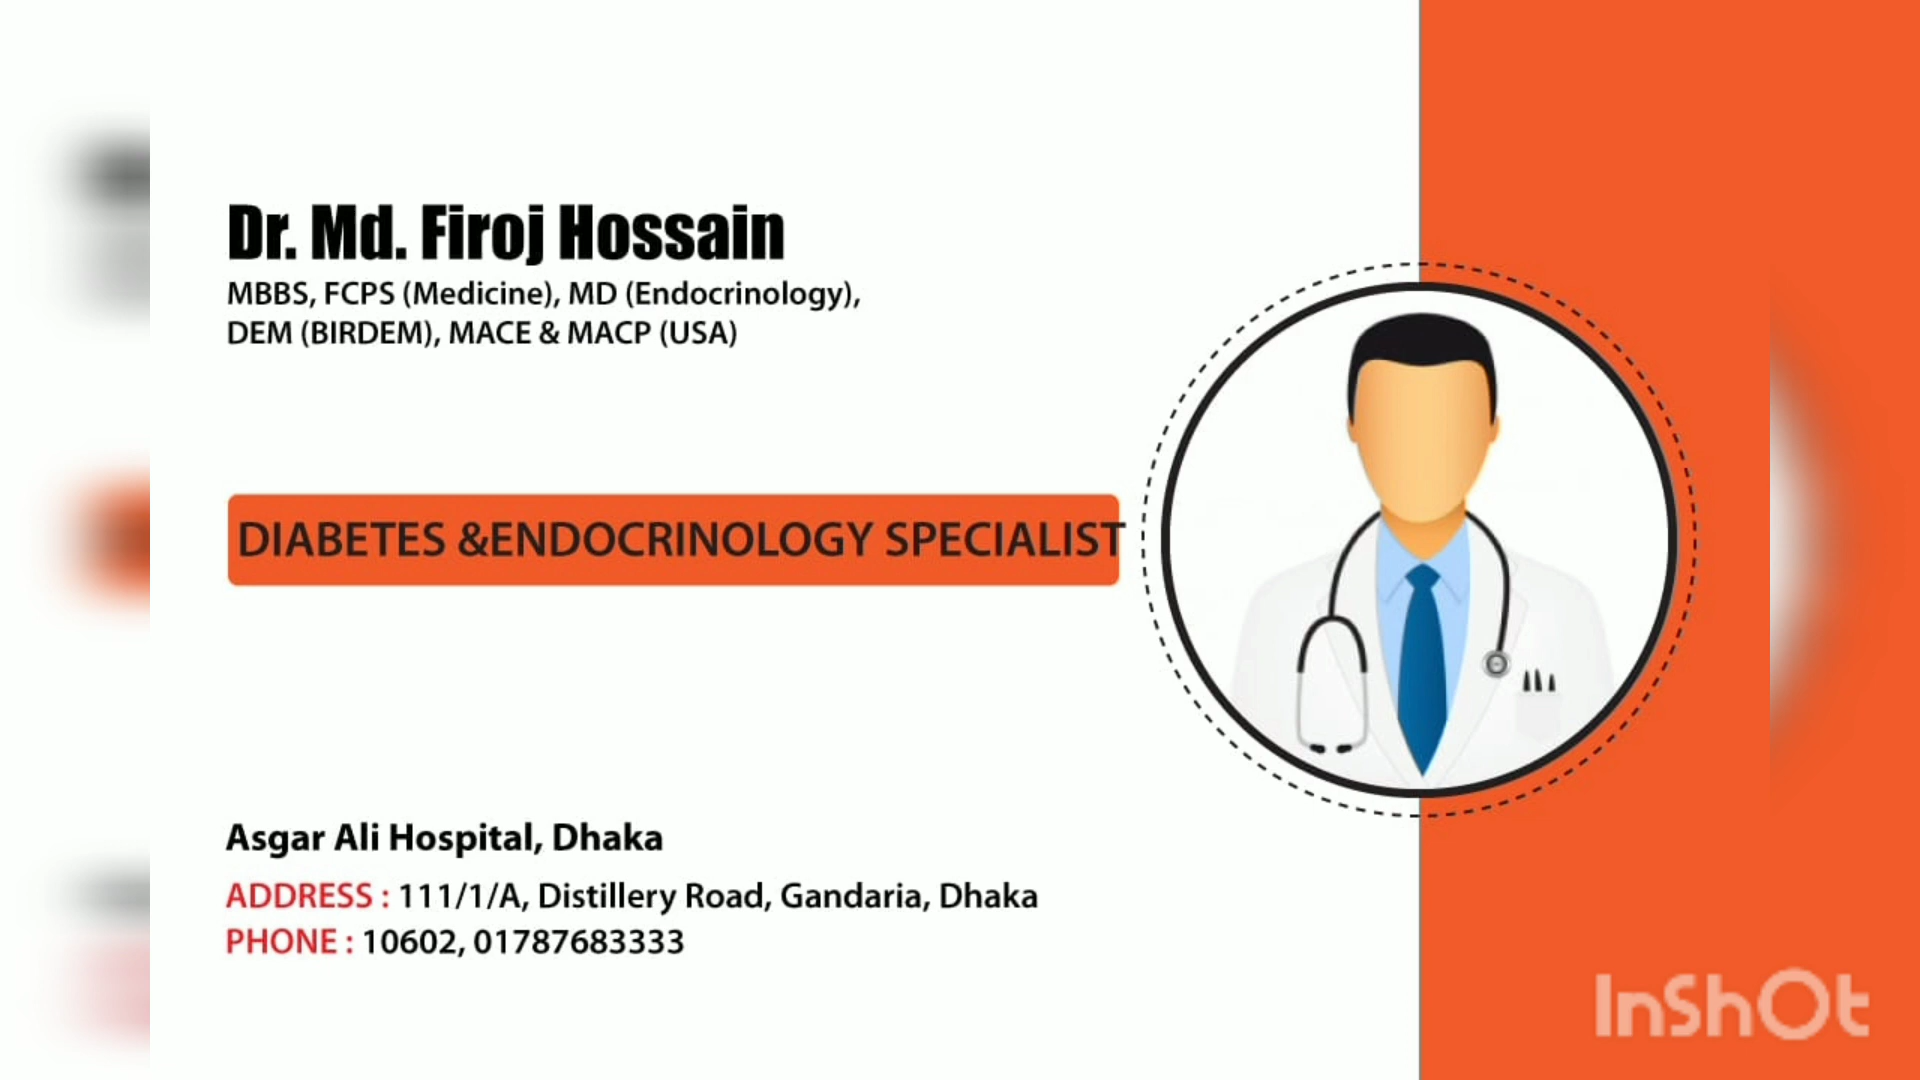 Dr. Md. Firoj Hossain
MBBS, FCPS (Medicine), MD (Endocrinology),
DEM (BIRDEM), MACE & MACP (USA)
DIABETES &ENDOCRINOLOGY SPECIALIST
Asgar Ali Hospital, Dhaka
ADDRESS : 111/1/A, Distillery Road, Gandaria, Dhaka
PHONE : 10602, 01787683333
InShOt